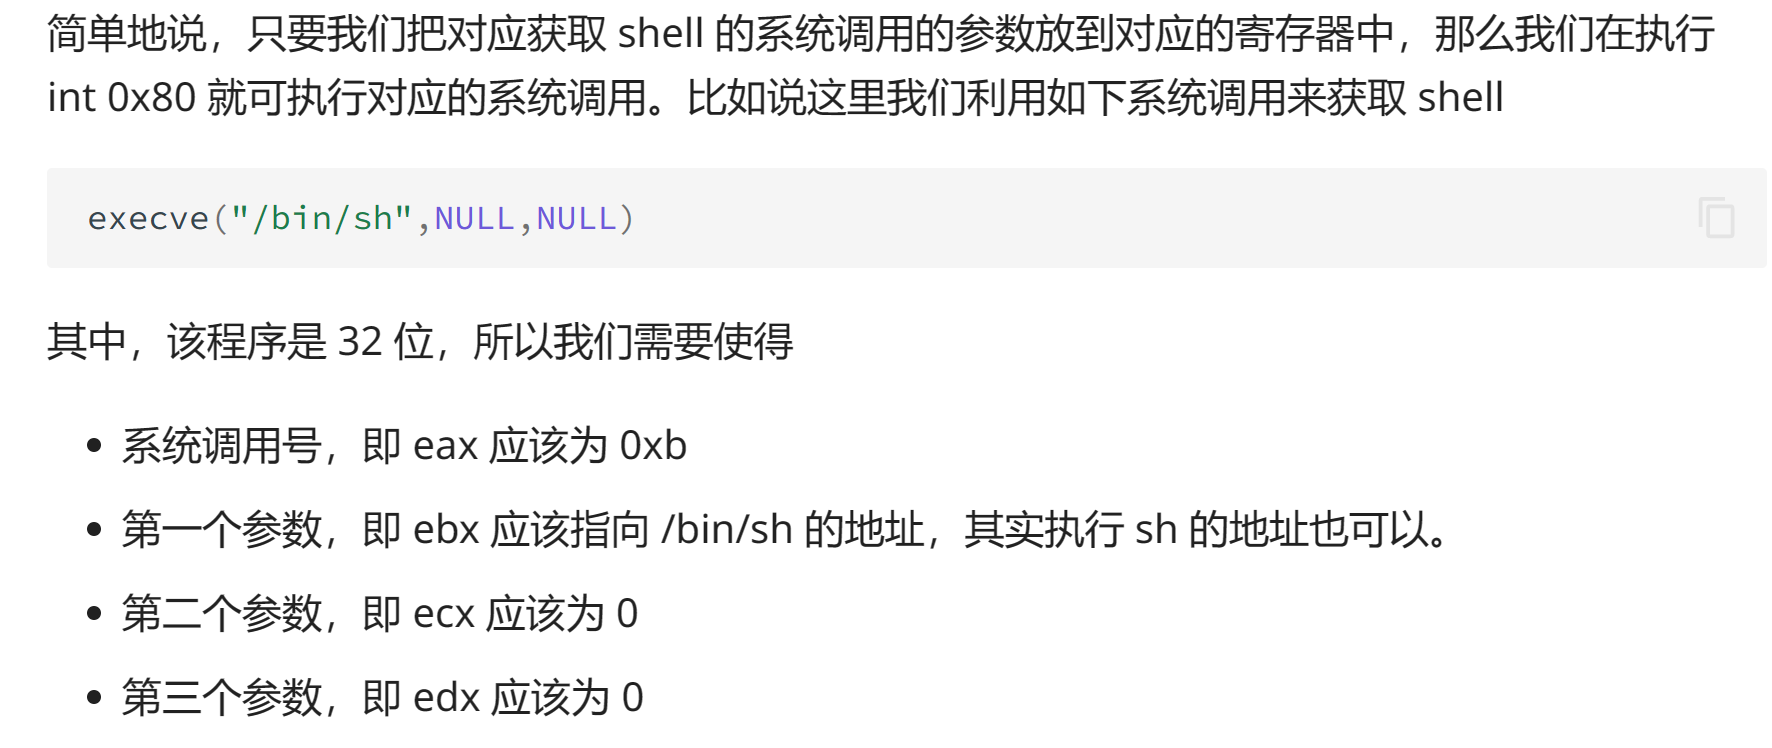 简单地说，只要我们把对应获取 shell 的系统调用的参数放到对应的寄存器中，那么我们在执行
int 0x80 就可执行对应的系统调用。比如说这里我们利用如下系统调用来获取 shell
execve("/bin/sh",NULL,NULL)
其中，该程序是 32 位，所以我们需要使得
• 系统调用号，即 eax 应该为 0xb
• 第一个参数，即 ebx 应该指向 /bin/sh 的地址，其实执行 sh 的地址也可以。
• 第二个参数，即 ecx 应该为 0
• 第三个参数，即 edx 应该为 0